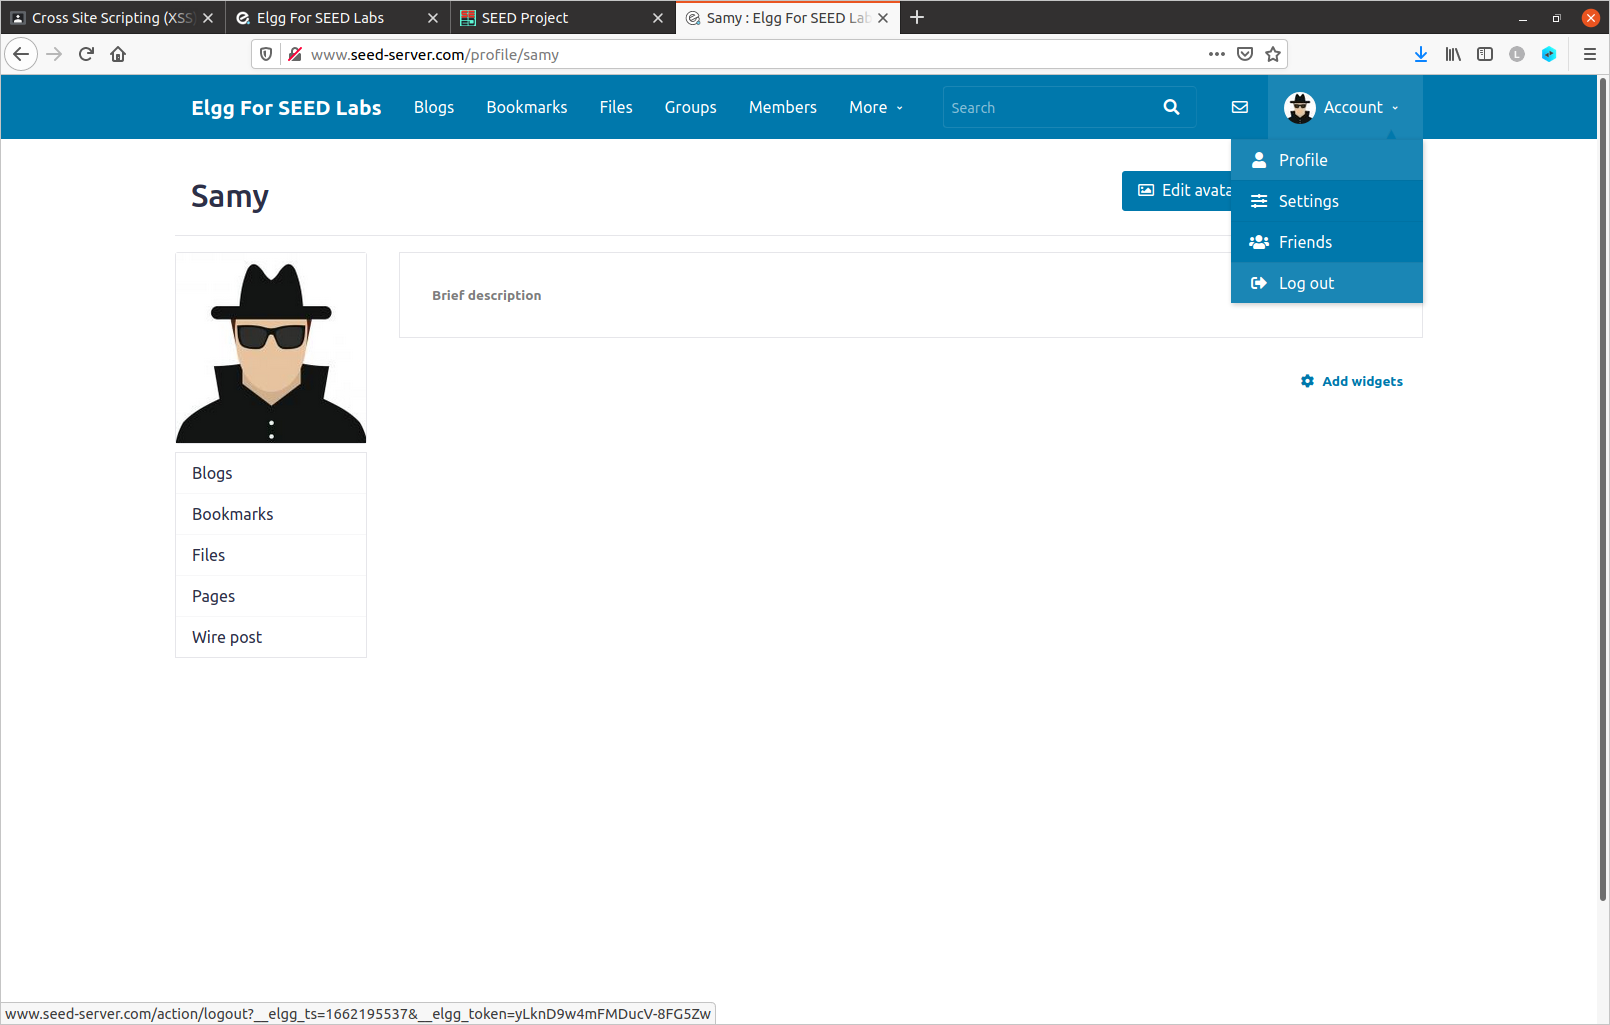 Cross Site Scripting (XSS)
Elgg For SEED Labs
SEED Project
Samy : Elgg For SEED Lab
www.seed-server.com/profile/samy
L
Elgg For SEED Labs
Blogs
Bookmarks
Files
Groups
Members
More
Search
Account
Profile
Settings
Friends
Log out
Samy
Edit avata
Brief description
Add widgets
Blogs
Bookmarks
Files
Pages
Wire post
www.seed-server.com/action/logout?__elgg_ts=1662195537&__elgg_token=yLknD9w4mFMDucV-8FG5Zw